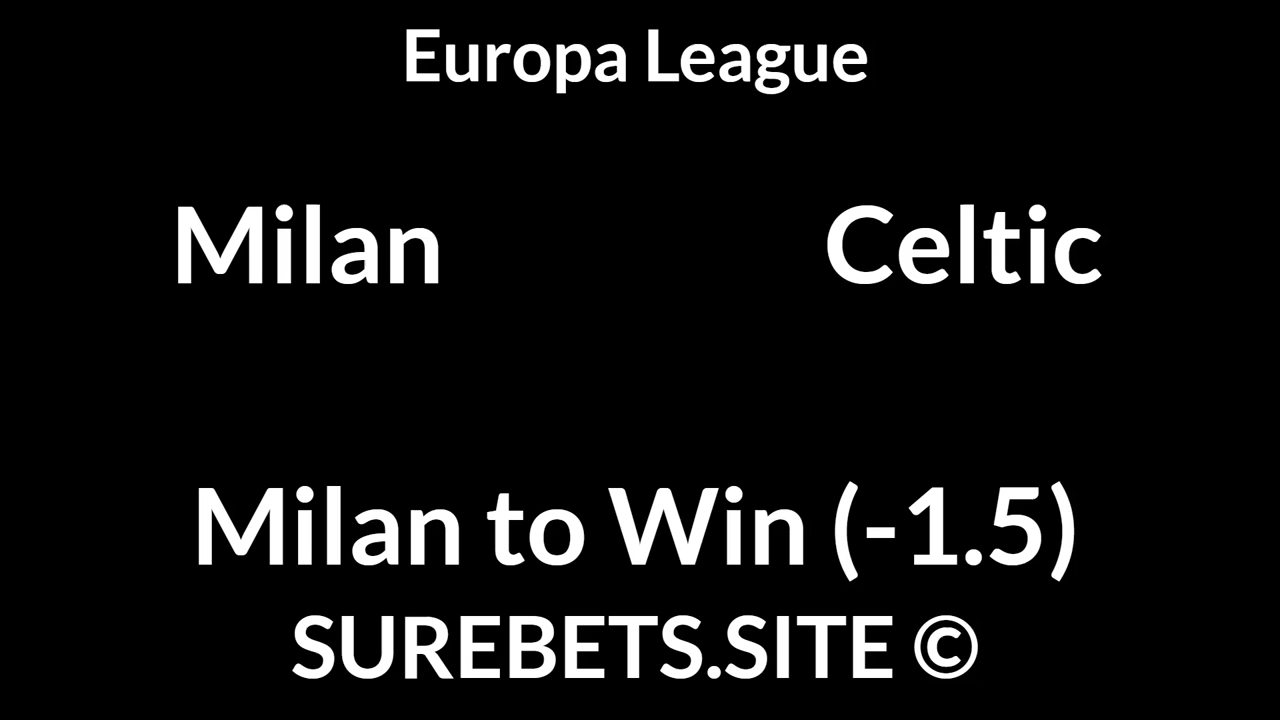 Europa League
Milan Celtic
Milan to Win (-1.5)
SUREBETS.SITE ©